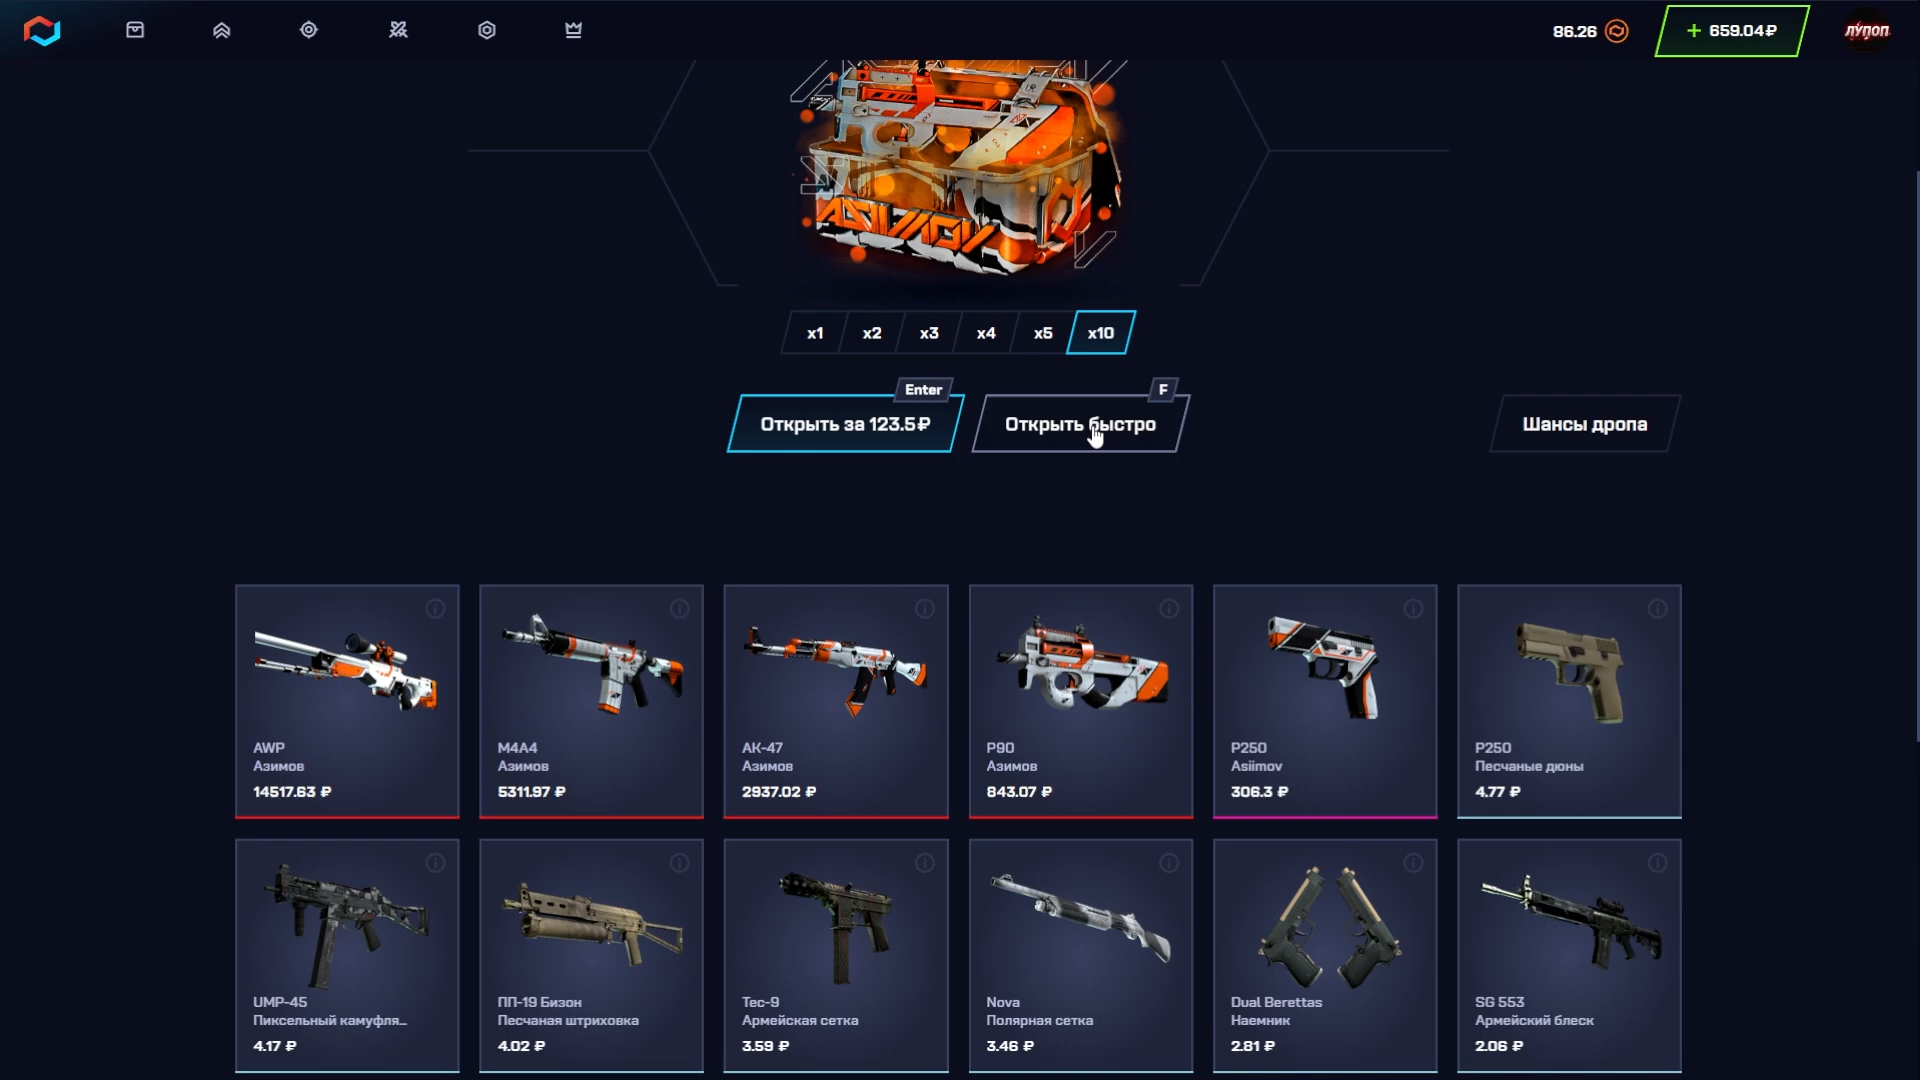 86.26
+ 659.04₽
ЛУПОП
ASIIMOV
x1 x2 x3 x4 x5 x10
Enter
F
Открыть за 123.5₽
Открыть быстро
Шансы дропа
AWP
Азимов
14517.63 ₽
M4A4
Азимов
5311.97 ₽
АК-47
Азимов
2937.02 ₽
P90
Азимов
843.07 ₽
P250
Asiimov
306.3 ₽
P250
Песчаные дюны
4.77 ₽
UMP-45
Пиксельный камуфля...
4.17 ₽
ПП-19 Бизон
Песчаная штриховка
4.02 ₽
Tec-9
Армейская сетка
3.59 ₽
Nova
Полярная сетка
3.46 ₽
Dual Berettas
Наемник
2.81 ₽
SG 553
Армейский блеск
2.06 ₽